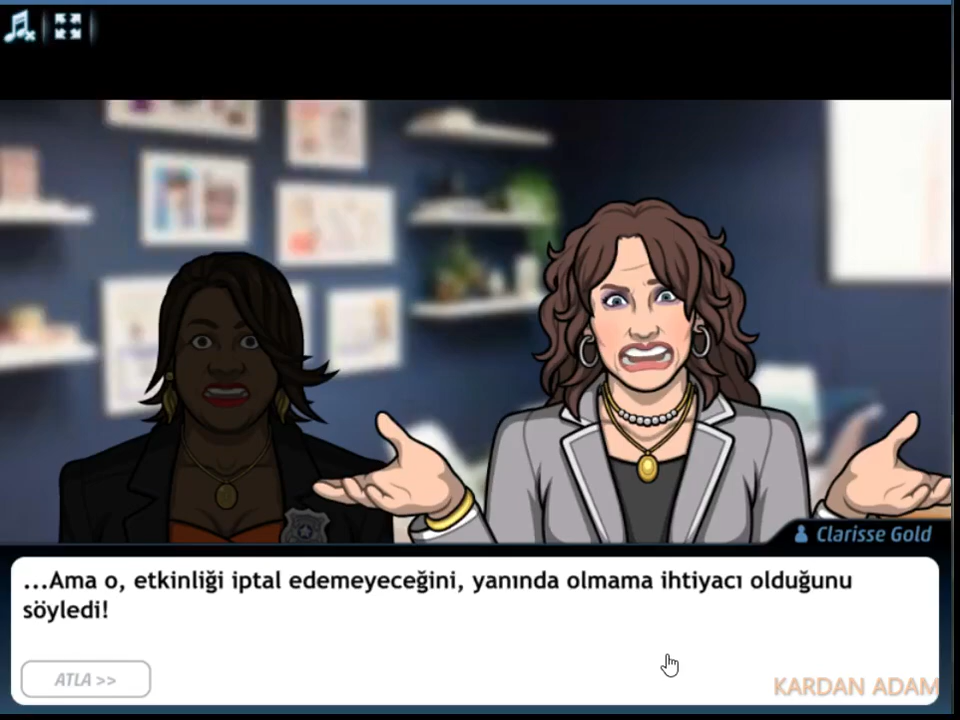 Clarisse Gold
...Ama o, etkinliği iptal edemeyeceğini, yanında olmama ihtiyacı olduğunu
söyledi!
ATLA >>
KARDAN ADAM